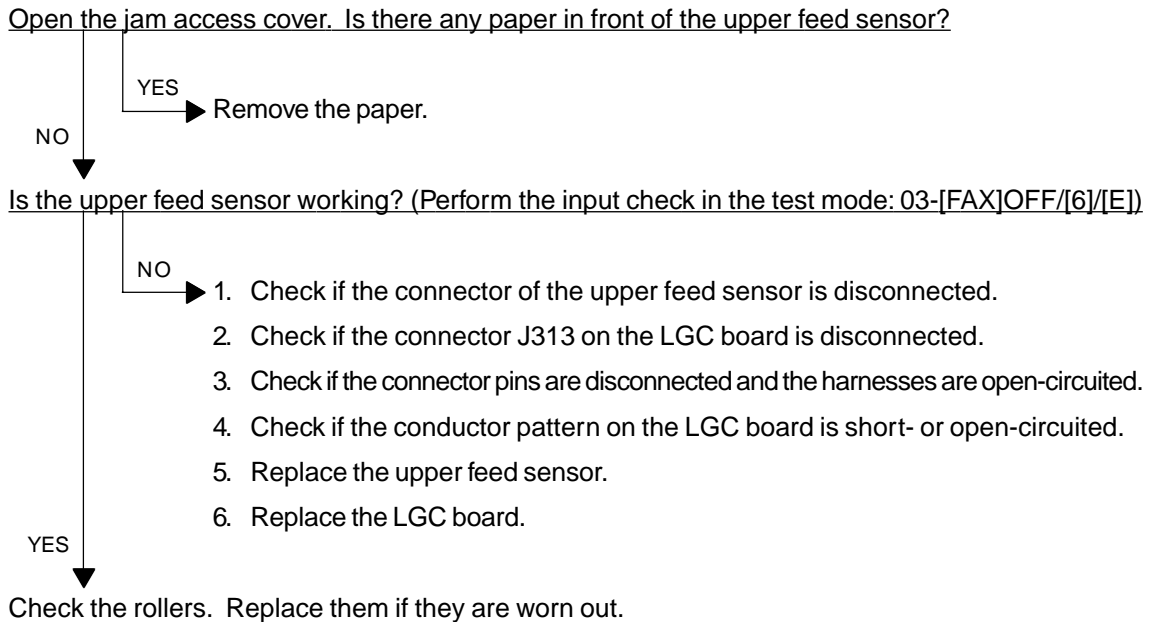 Open the jam access cover. Is there any paper in front of the upper feed sensor?
YES
Remove the paper.
NO
Is the upper feed sensor working? (Perform the input check in the test mode: 03-[FAX]OFF/[6]/[E])
NO
1. Check if the connector of the upper feed sensor is disconnected.
2. Check if the connector J313 on the LGC board is disconnected.
3. Check if the connector pins are disconnected and the harnesses are open-circuited.
4. Check if the conductor pattern on the LGC board is short- or open-circuited.
5. Replace the upper feed sensor.
6. Replace the LGC board.
YES
Check the rollers. Replace them if they are worn out.